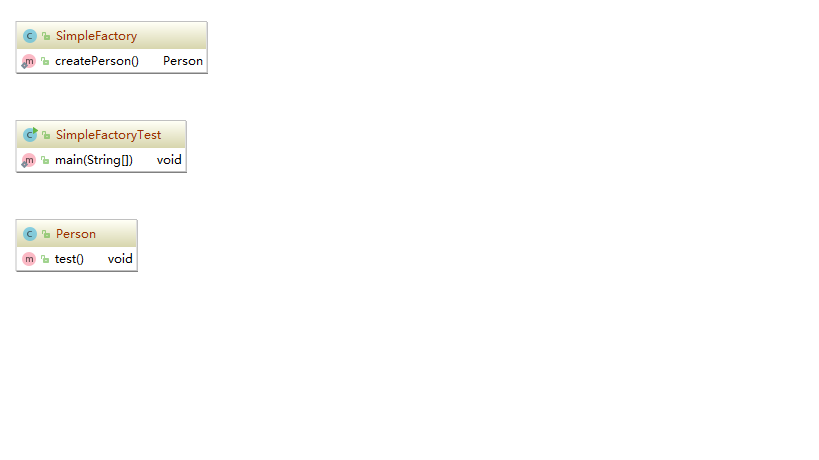 C SimpleFactory
m createPerson() Person
C SimpleFactoryTest
m main(String[]) void
C Person
m test() void